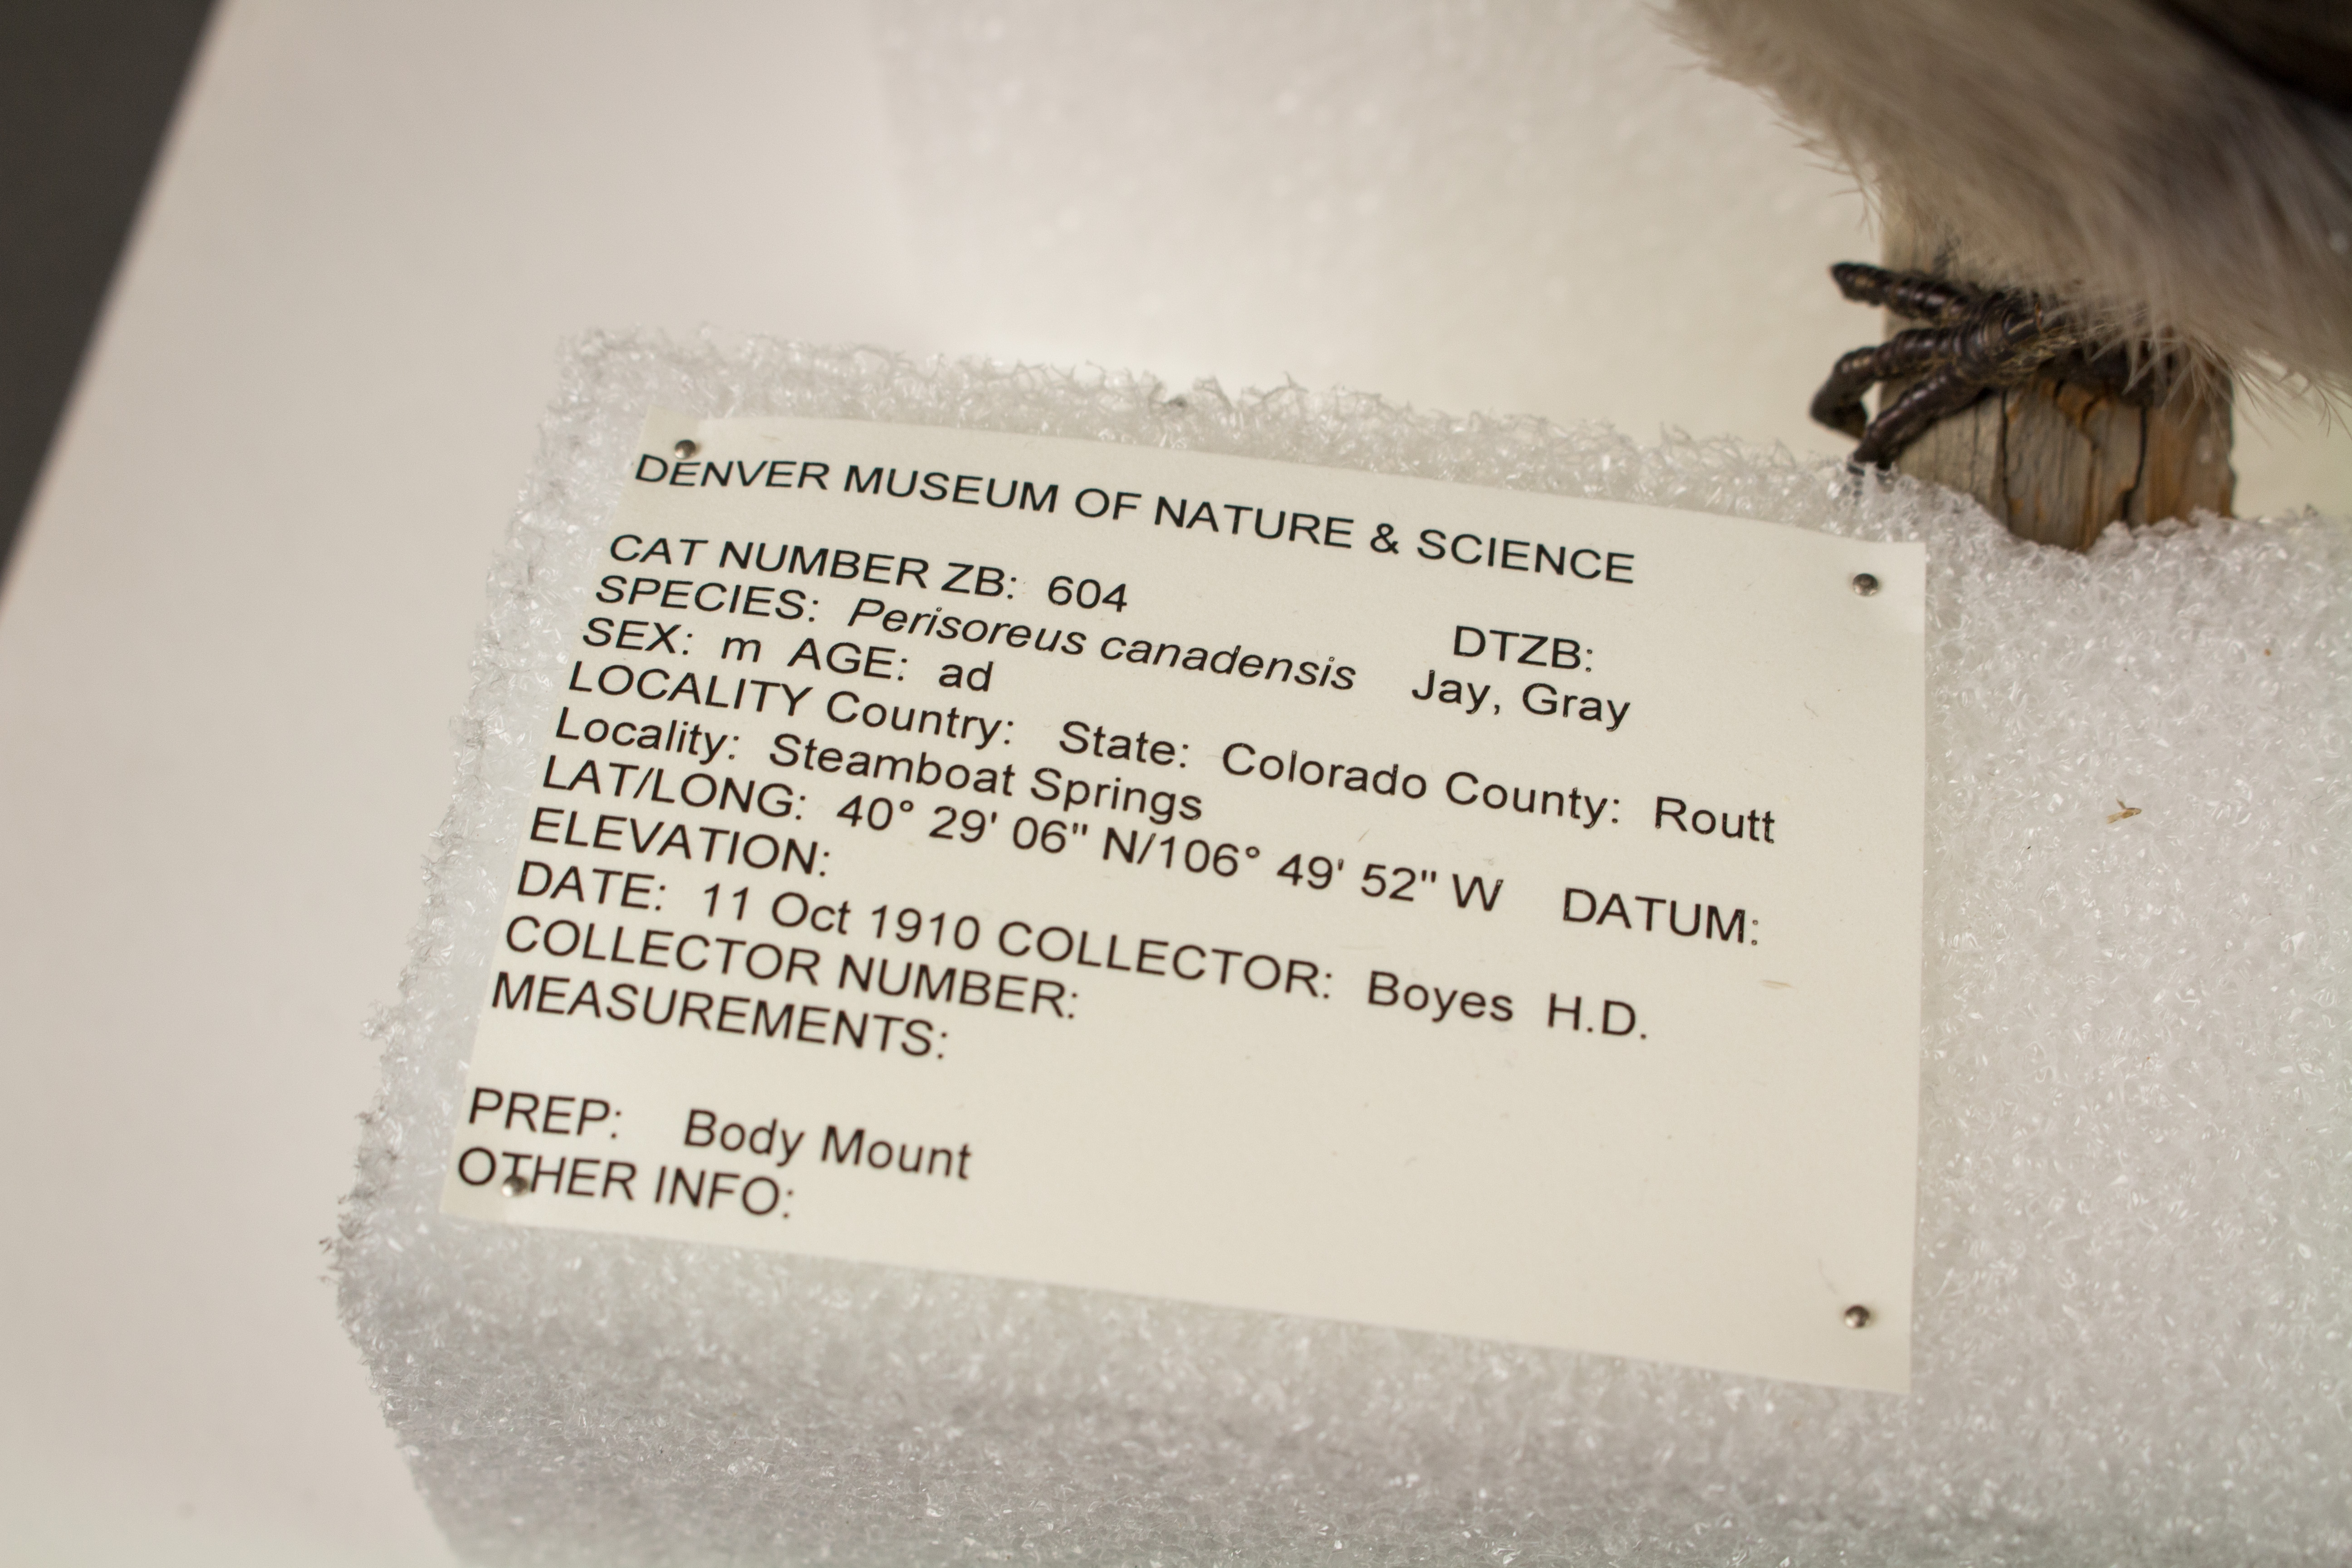 DENVER MUSEUM OF NATURE & SCIENCE
CAT NUMBER ZB: 604 DTZB:
SPECIES: Perisoreus canadensis Jay, Gray
SEX: m AGE: ad
LOCALITY Country: State: Colorado County: Routt
Locality: Steamboat Springs
LAT/LONG: 40° 29' 06" N/106° 49' 52" W DATUM:
ELEVATION:
DATE: 11 Oct 1910 COLLECTOR: Boyes H.D.
COLLECTOR NUMBER:
MEASUREMENTS:
PREP: Body Mount
OTHER INFO: